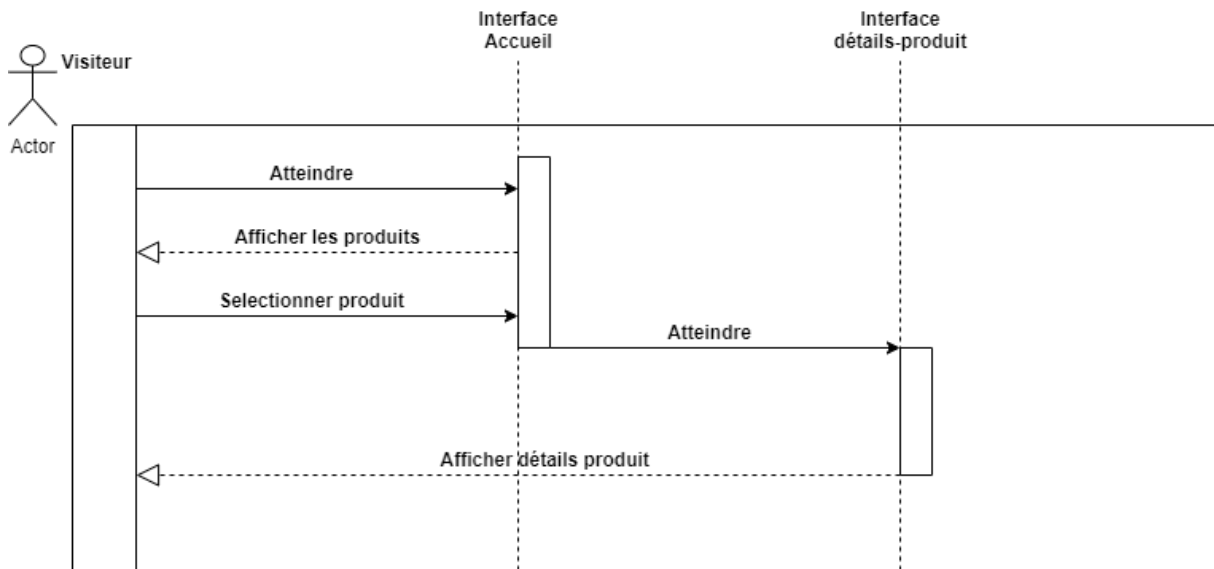 Interface
Accueil
Interface
détails-produit
Visiteur
Actor
Atteindre
Afficher les produits
Selectionner produit
Atteindre
Afficher détails produit